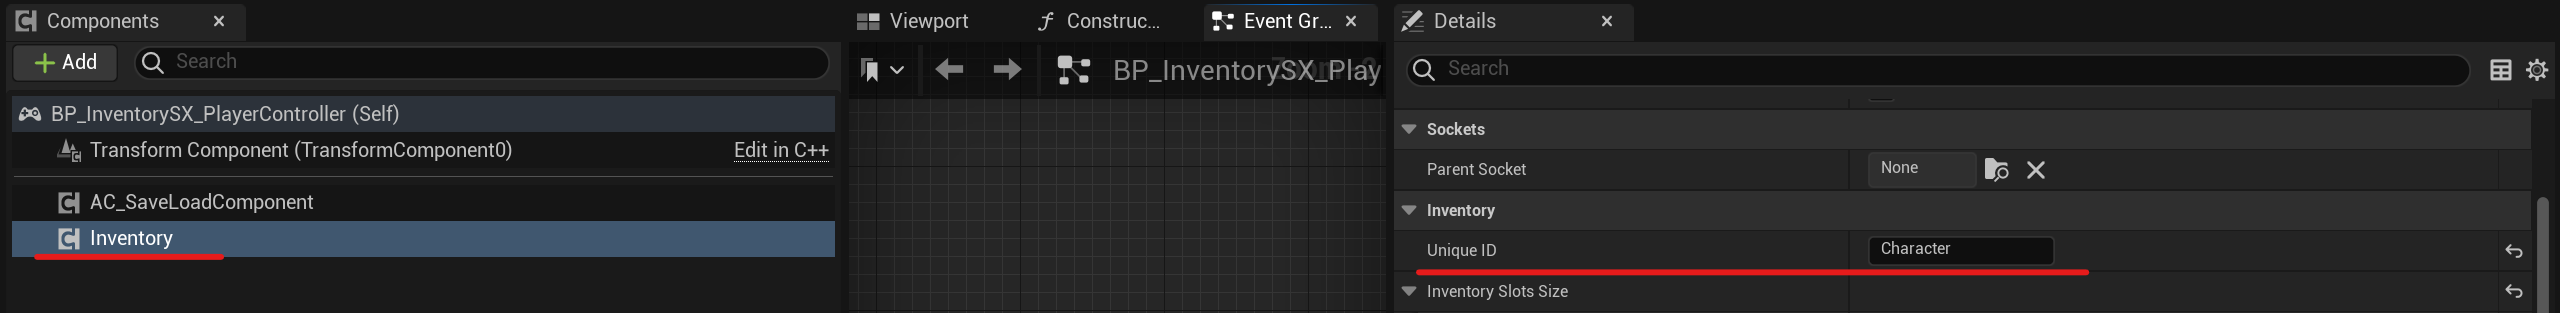 Components
Add
Search
BP_InventorySX_PlayerController (Self)
Transform Component (TransformComponent0)
Edit in C++
AC_SaveLoadComponent
Inventory
Viewport
Construc...
Event Gr...
BP_InventorySX_Play
Details
Search
Sockets
Parent Socket
None
Inventory
Unique ID
Character
Inventory Slots Size